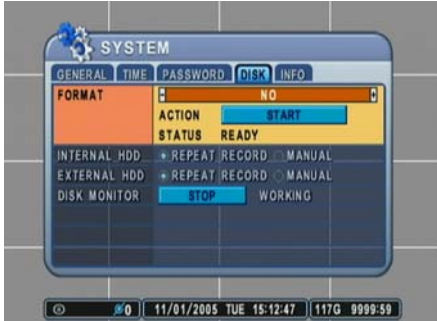 SYSTEM
GENERAL TIME PASSWORD DISK INFO
FORMAT NO
ACTION START
STATUS READY
INTERNAL HDD REPEAT RECORD MANUAL
EXTERNAL HDD REPEAT RECORD MANUAL
DISK MONITOR STOP WORKING
0 11/01/2005 TUE 15:12:47 117G 9999:59